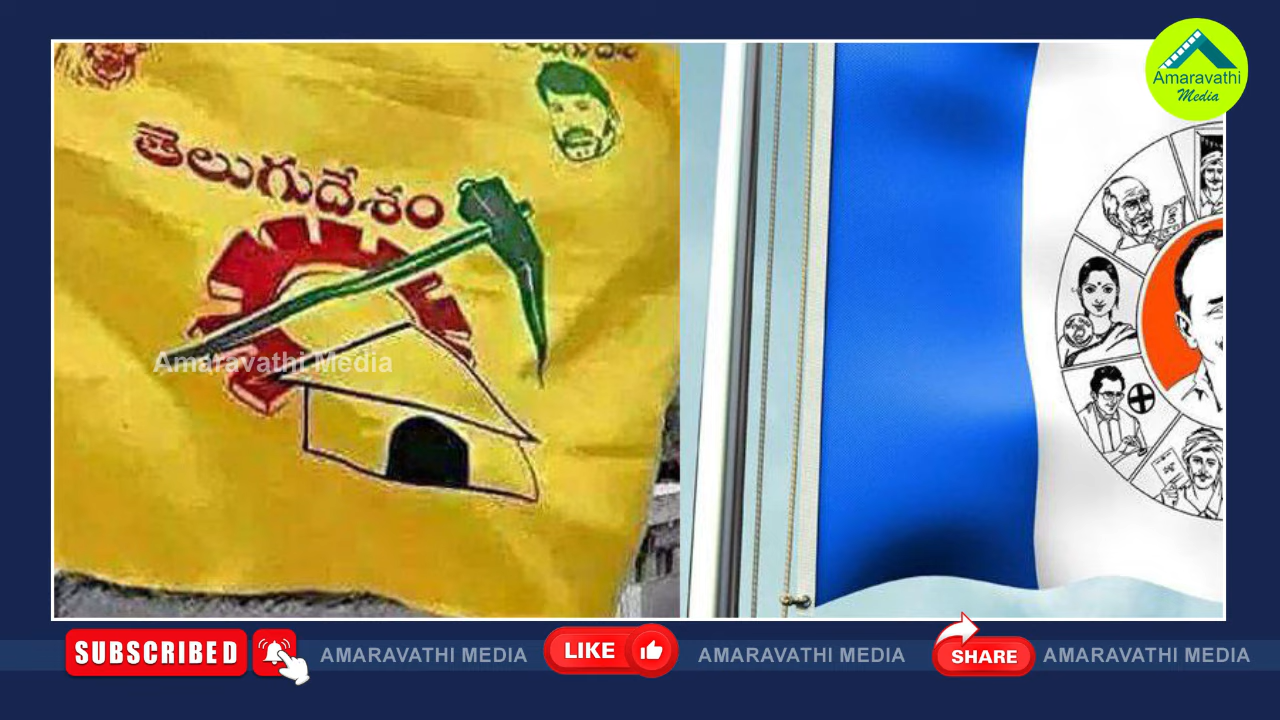 Amaravathi
Media
తెలుగుదేశం
Amaravathi Media
SUBSCRIBED
AMARAVATHI MEDIA
LIKE
AMARAVATHI MEDIA
SHARE
AMARAVATHI MEDIA